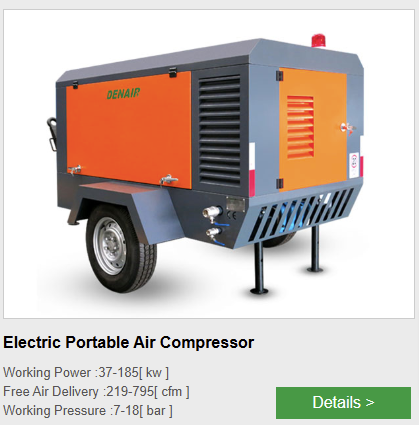 DENAIR
Electric Portable Air Compressor
Working Power :37-185[ kw ]
Free Air Delivery :219-795[ cfm ]
Working Pressure :7-18[ bar ]
Details >